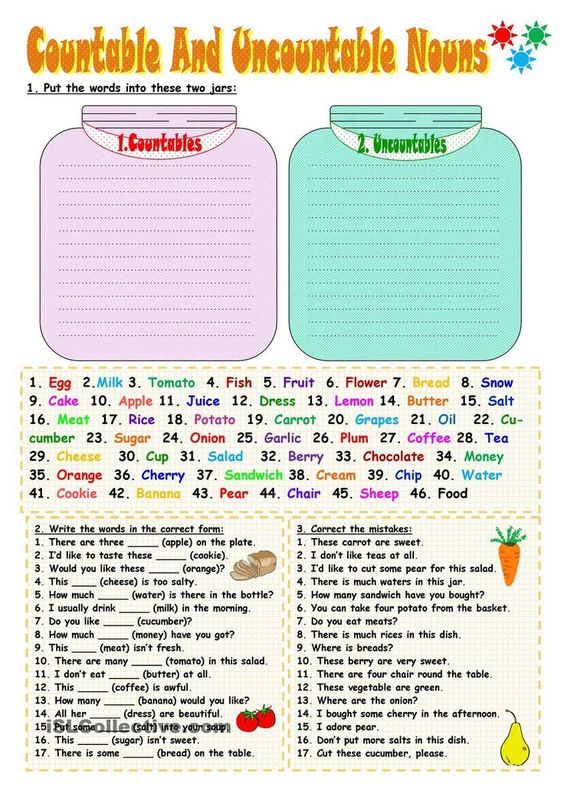 Countable And Uncountable Nouns
1. Put the words into these two jars:
1.Countables
2. Uncountables
1. Egg 2.Milk 3. Tomato 4. Fish 5. Fruit 6. Flower 7. Bread 8. Snow
9. Cake 10. Apple 11. Juice 12. Dress 13. Lemon 14. Butter 15. Salt
16. Meat 17. Rice 18. Potato 19. Carrot 20. Grapes 21. Oil 22. Cu-
cumber 23. Sugar 24. Onion 25. Garlic 26. Plum 27. Coffee 28. Tea
29. Cheese 30. Cup 31. Salad 32. Berry 33. Chocolate 34. Money
35. Orange 36. Cherry 37. Sandwich 38. Cream 39. Chip 40. Water
41. Cookie 42. Banana 43. Pear 44. Chair 45. Sheep 46. Food
2. Write the words in the correct form:
1. There are three _____ (apple) on the plate.
2. I'd like to taste these _____ (cookie).
3. Would you like these _____ (orange)?
4. This ____ (cheese) is too salty.
5. How much _____ (water) is there in the bottle?
6. I usually drink _____ (milk) in the morning.
7. Do you like _____ (cucumber)?
8. How much _____ (money) have you got?
9. This _____ (meat) isn't fresh.
10. There are many _____ (tomato) in this salad.
11. I don't eat _____ (butter) at all.
12. This _____ (coffee) is awful.
13. How many _____ (banana) would you like?
14. All her _____ (dress) are beautiful.
15. Put some _____ (salt) into your soup.
16. This _____ (sugar) isn't sweet.
17. There is some _____ (bread) on the table.
iSLCollective.com
3. Correct the mistakes:
1. These carrot are sweet.
2. I don't like teas at all.
3. I'd like to cut some pear for this salad.
4. There is much waters in this jar.
5. How many sandwich have you bought?
6. You can take four potato from the basket.
7. Do you eat meats?
8. There is much rices in this dish.
9. Where is breads?
10. These berry are very sweet.
11. There are four chair round the table.
12. These vegetable are green.
13. Where are the onion?
14. I bought some cherry in the afternoon.
15. I adore pear.
16. Don't put more salts in this dish.
17. Cut these cucumber, please.